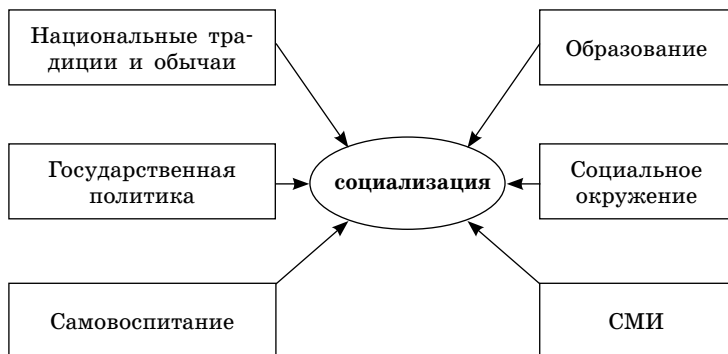 Национальные тра-
диции и обычаи
Образование
Государственная
политика
социализация
Социальное
окружение
Самовоспитание
СМИ